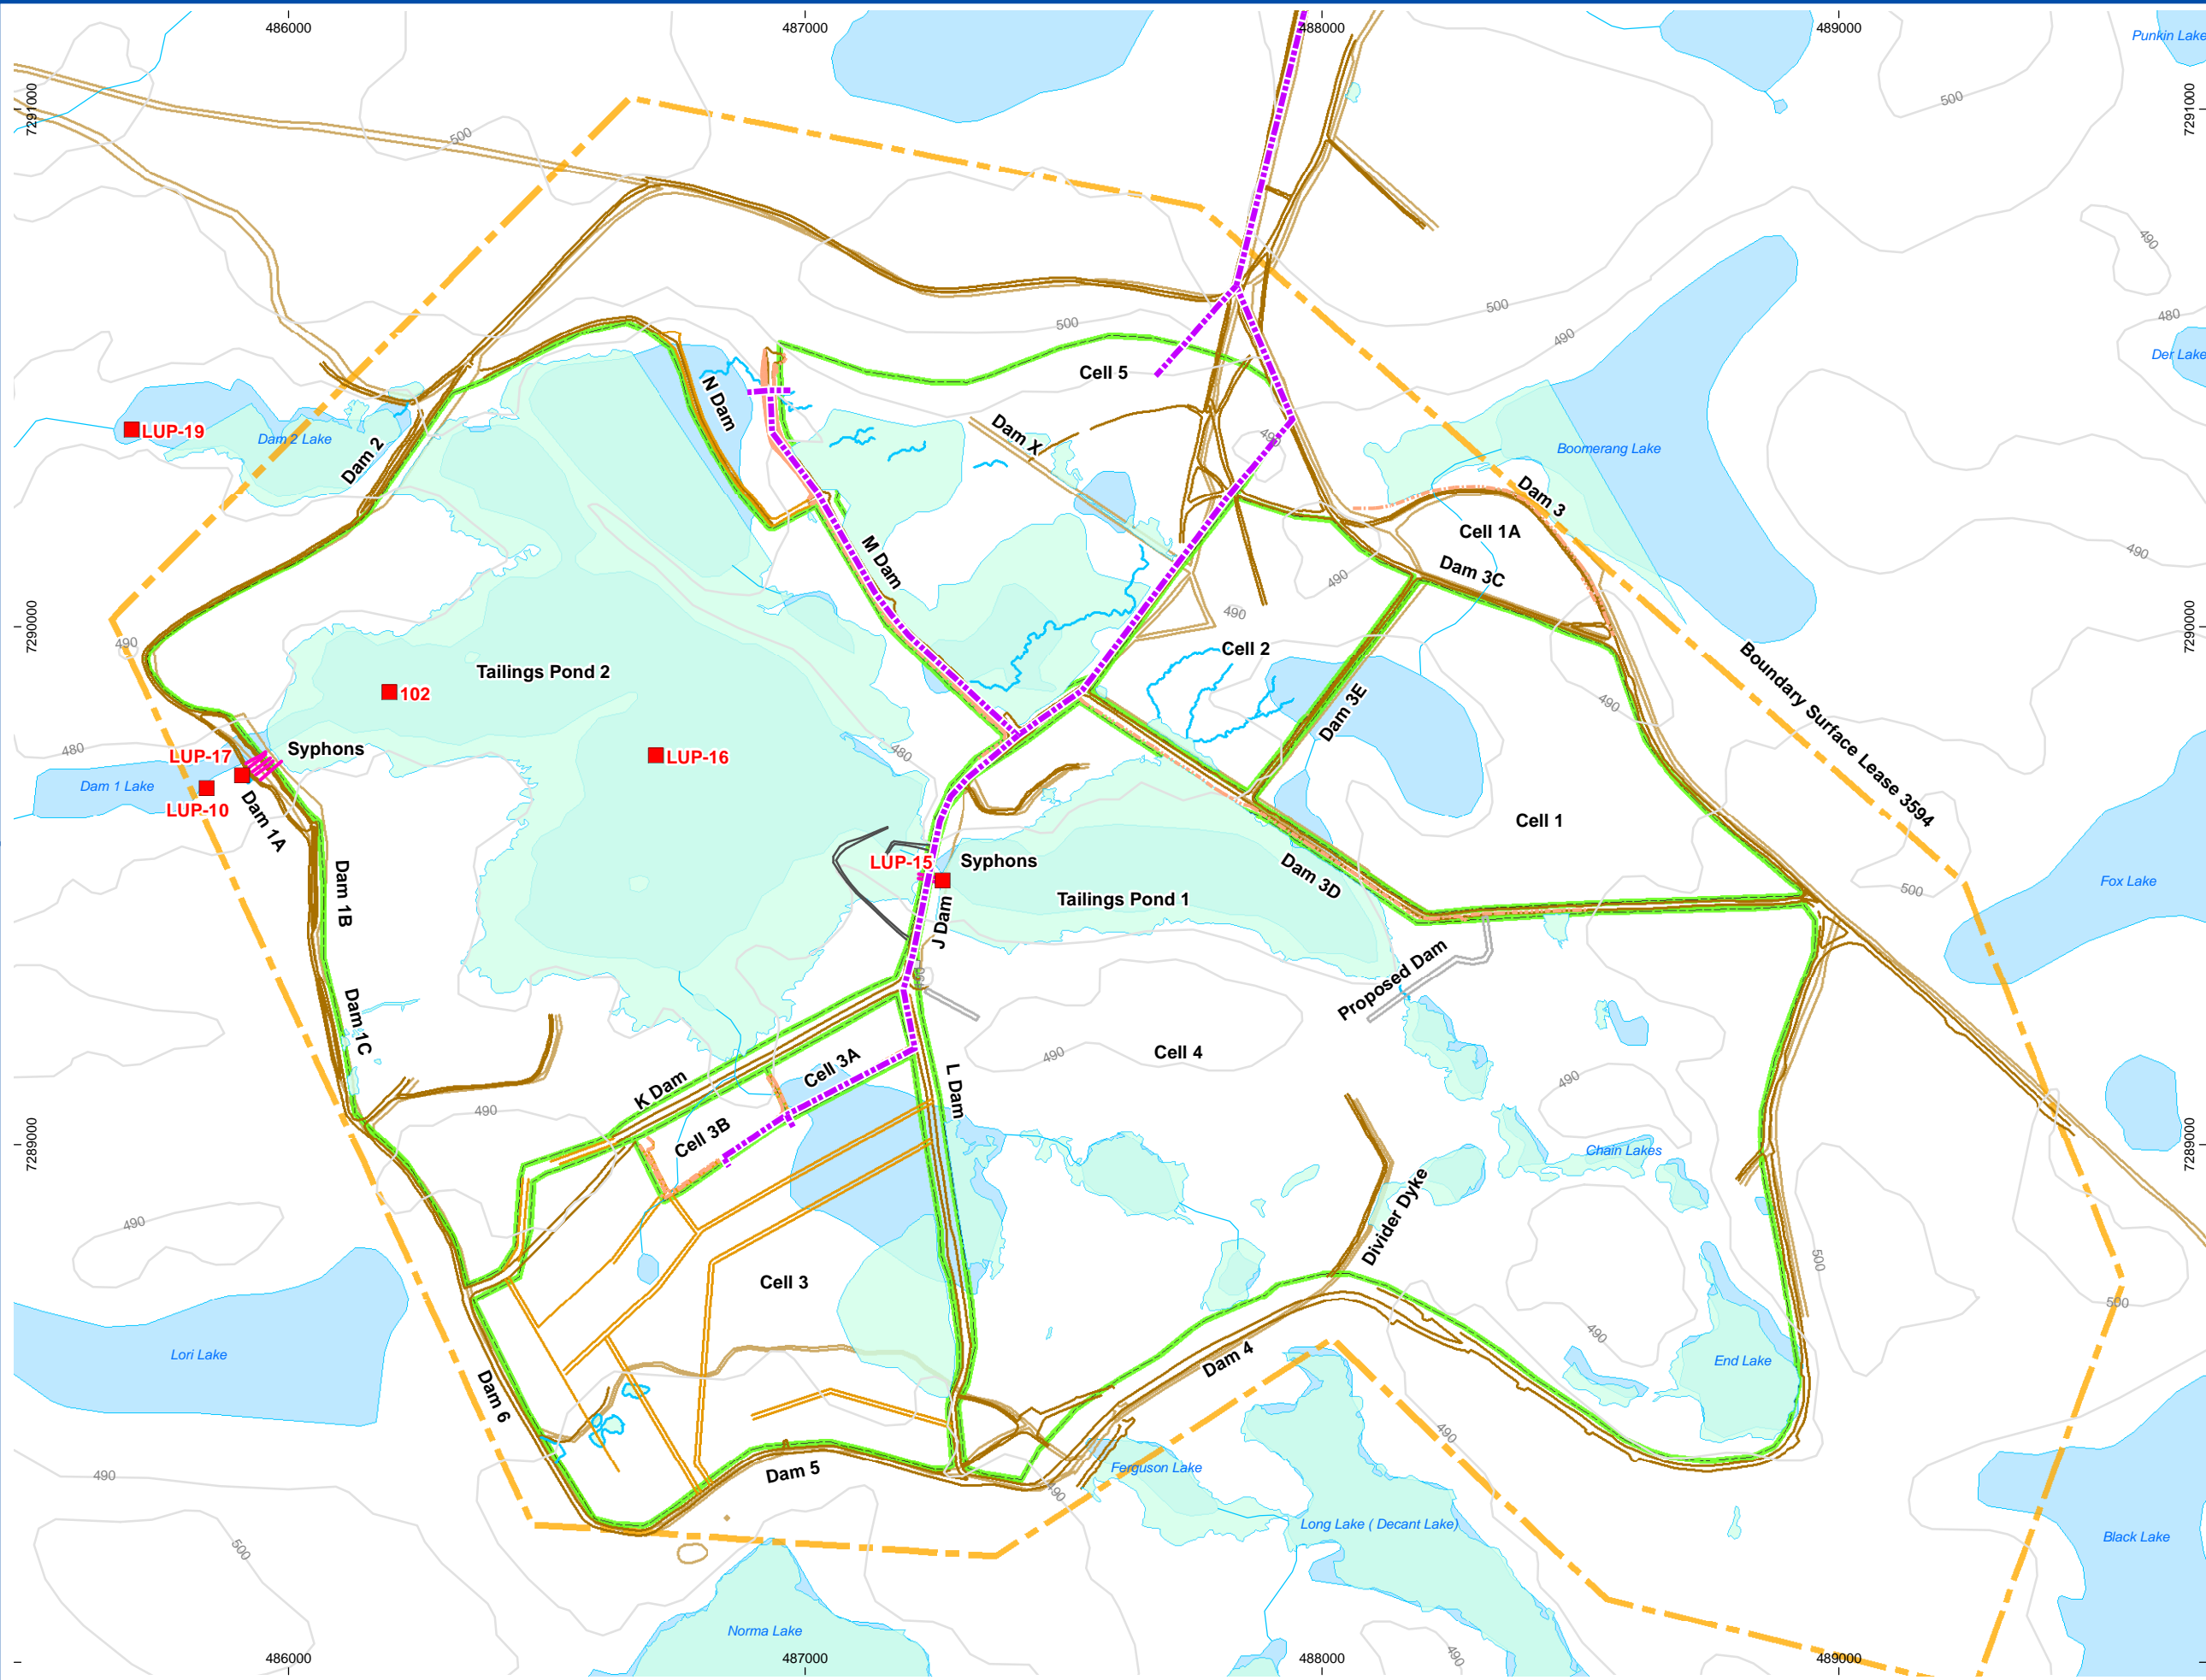 486000
487000
488000
489000
Punkin Lake
7291000
7291000
500
500
490
480
500
500
490
Der Lake
Cell 5
N Dam
LUP-19
Dam 2 Lake
Dam 2
Dam X
490
Boomerang Lake
Dam 3
Cell 1A
490
M Dam
Dam 3C
490
490
7290000
7290000
490
Cell 2
Tailings Pond 2
102
Dam 3E
490
Boundary Surface Lease 3594
480
Syphons
LUP-17
LUP-16
480
Dam 1 Lake
LUP-10
Dam 1A
Cell 1
LUP-15
Syphons
Dam 3D
Fox Lake
500
Dam 1B
Tailings Pond 1
J Dam
490
Proposed Dam
Dam 1C
Cell 4
490
Cell 3A
K Dam
L Dam
490
490
Cell 3B
7289000
7289000
Chain Lakes
490
Divider Dyke
500
Cell 3
500
Lori Lake
490
Dam 4
End Lake
Dam 6
490
490
Dam 5
Ferguson Lake
490
Long Lake ( Decant Lake)
Black Lake
500
Norma Lake
490
486000
487000
488000
489000